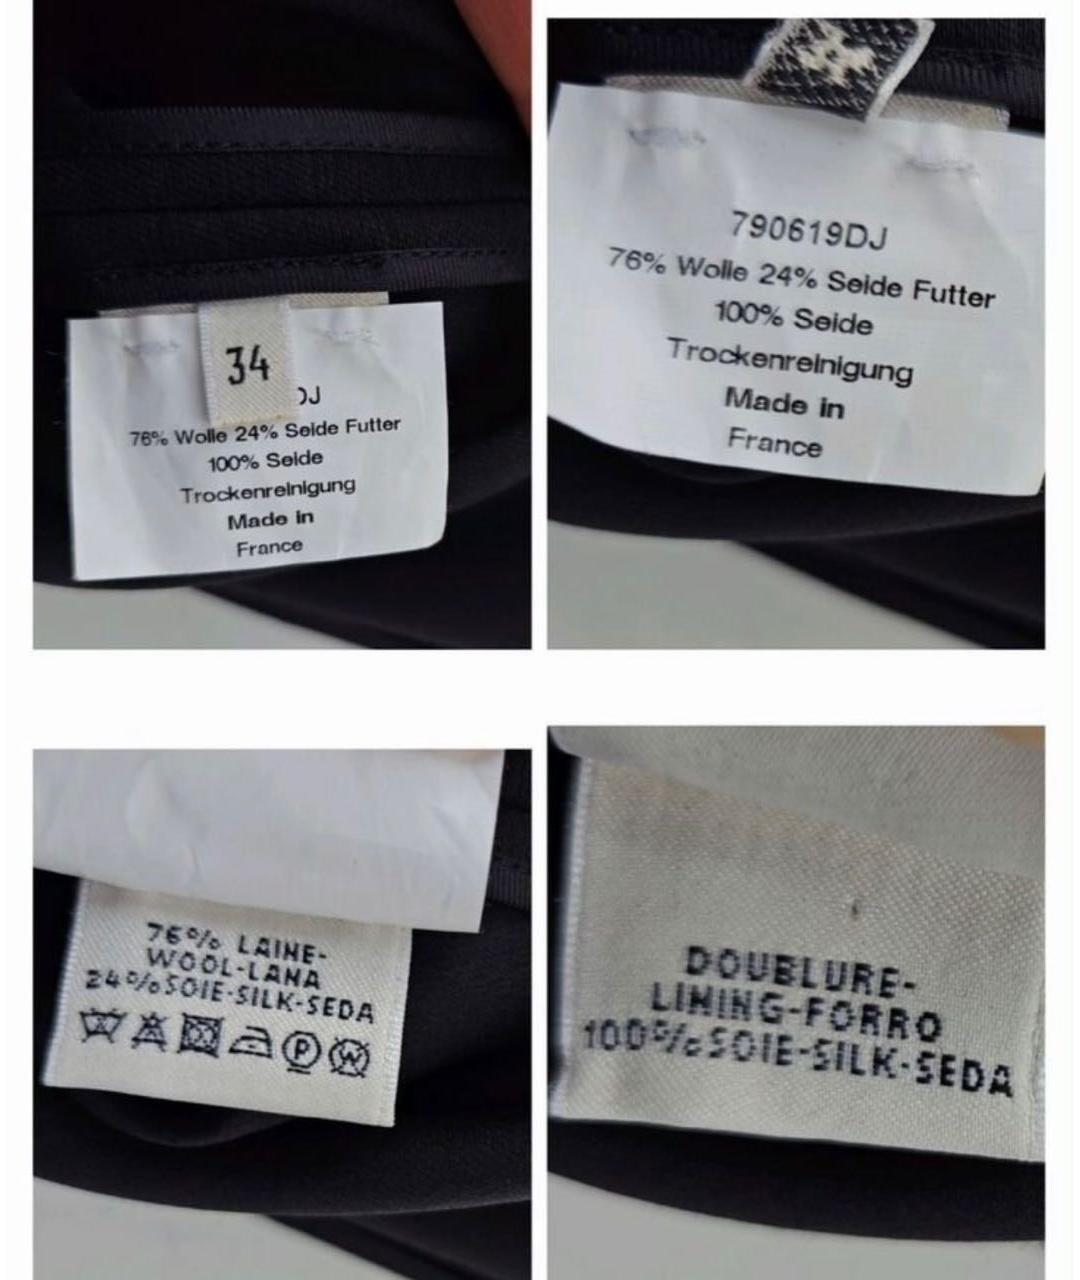 34
DJ
76% Wolle 24% Seide Futter
100% Seide
Trockenreinigung
Made in
France
790619DJ
76% Wolle 24% Seide Futter
100% Seide
Trockenreinigung
Made in
France
76% LAINE-
WOOL-LANA
24%SOIE-SILK-SEDA
P W
DOUBLURE-
LINING-FORRO
100%SOIE-SILK-SEDA